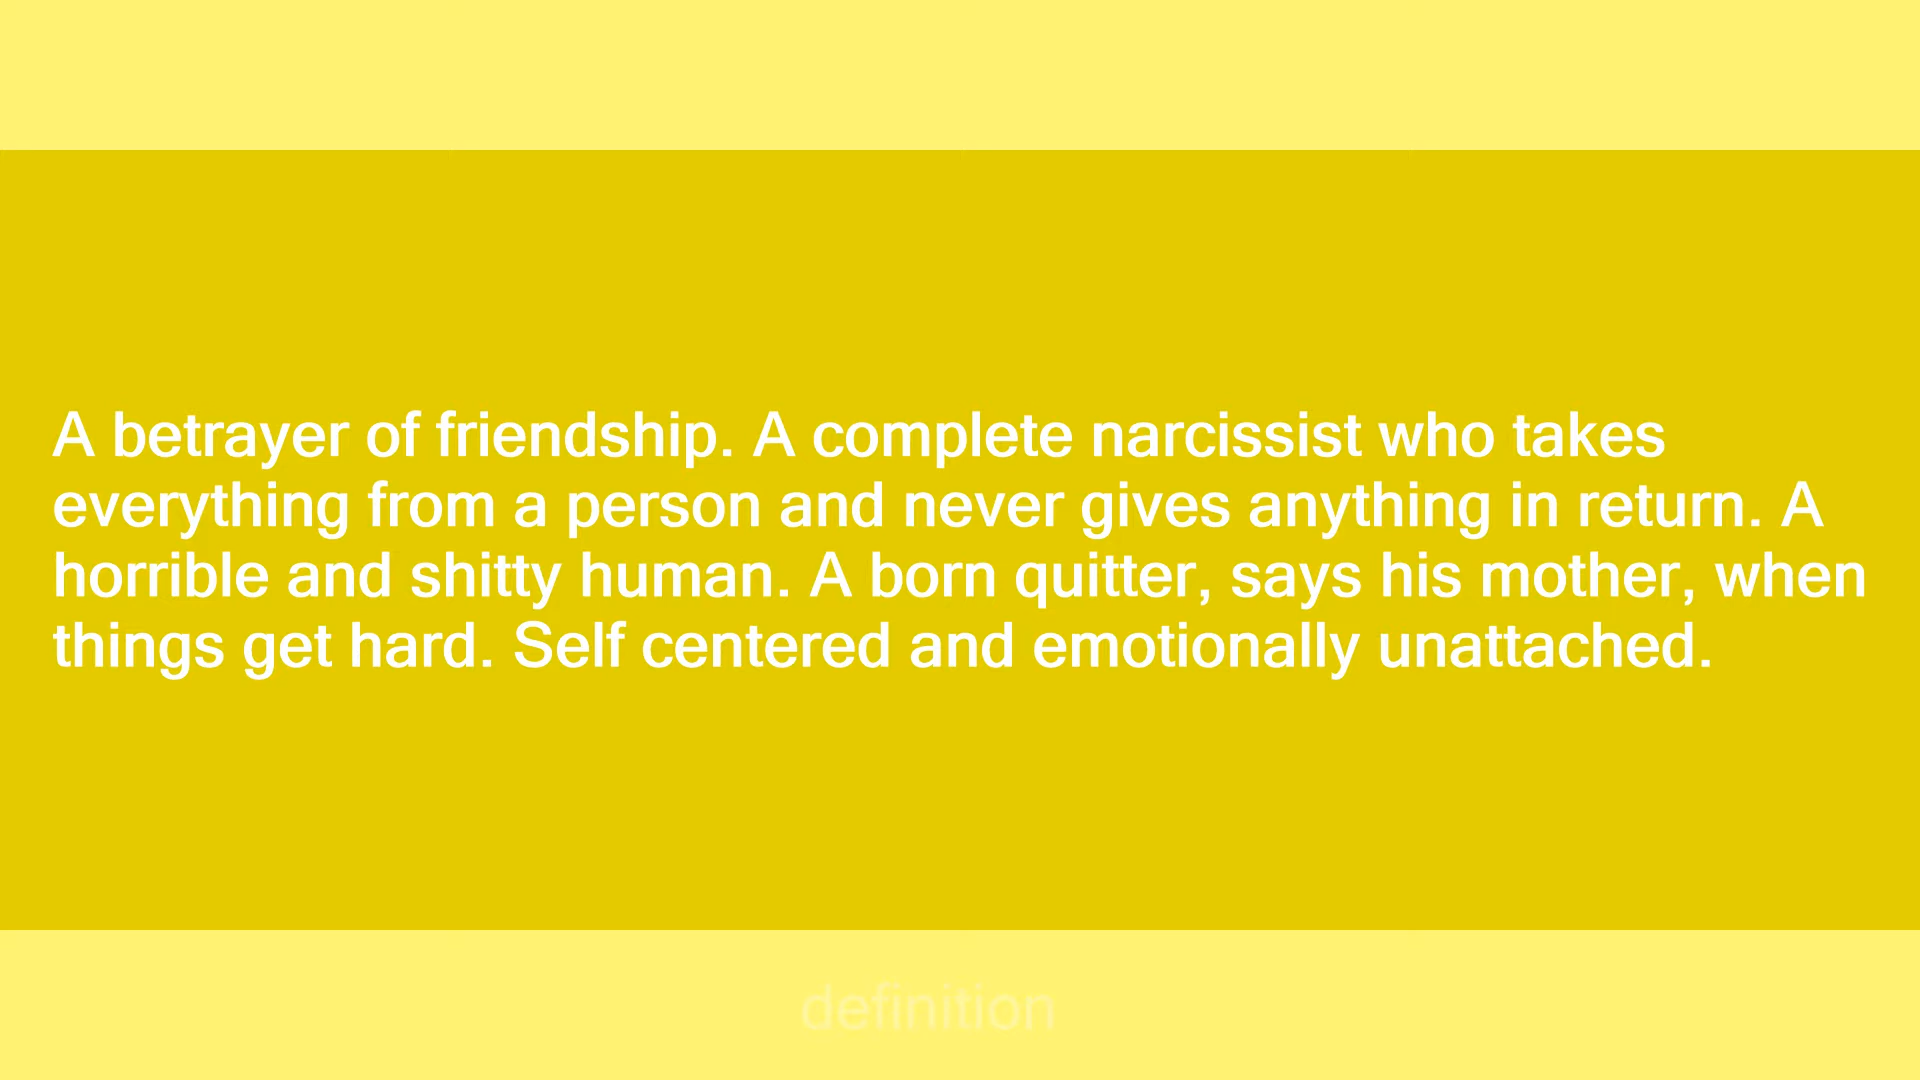 A betrayer of friendship. A complete narcissist who takes
everything from a person and never gives anything in return. A
horrible and shitty human. A born quitter, says his mother, when
things get hard. Self centered and emotionally unattached.
definition